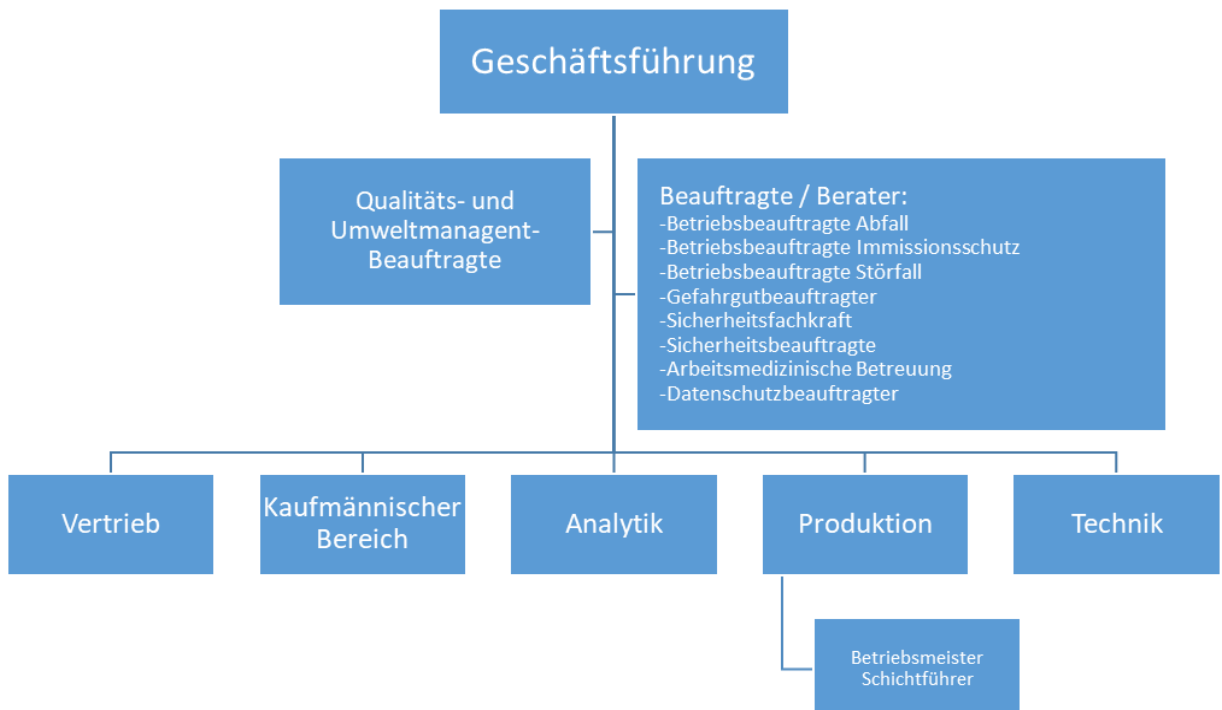 Geschäftsführung
Qualitäts- und
Umweltmanagent-
Beauftragte
Beauftragte / Berater:
-Betriebsbeauftragte Abfall
-Betriebsbeauftragte Immissionsschutz
-Betriebsbeauftragte Störfall
-Gefahrgutbeauftragter
-Sicherheitsfachkraft
-Sicherheitsbeauftragte
-Arbeitsmedizinische Betreuung
-Datenschutzbeauftragter
Vertrieb
Kaufmännischer
Bereich
Analytik
Produktion
Technik
Betriebsmeister
Schichtführer